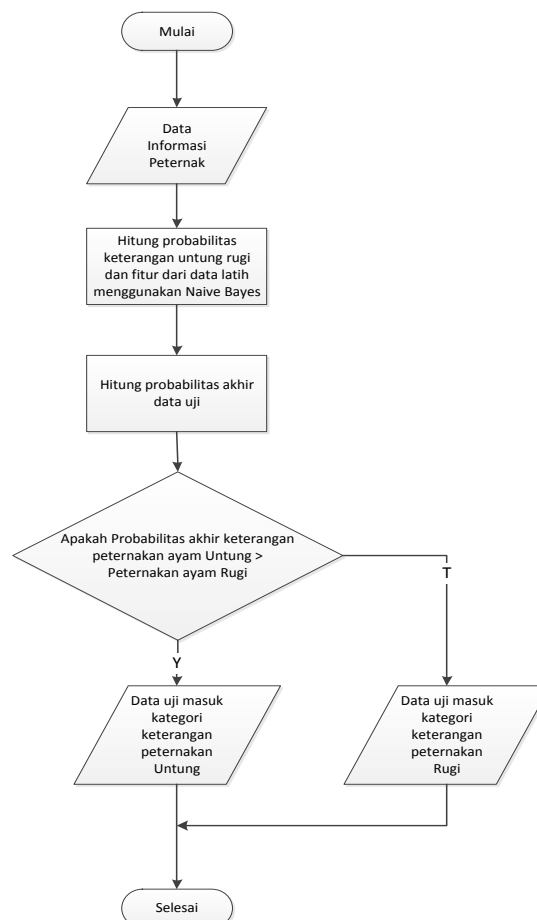 Mulai
Data
Informasi
Peternak
Hitung probabilitas
keterangan untung rugi
dan fitur dari data latih
menggunakan Naive Bayes
Hitung probabilitas akhir
data uji
Apakah Probabilitas akhir keterangan
peternakan ayam Untung >
Peternakan ayam Rugi
T
Y
Data uji masuk
kategori
keterangan
peternakan
Untung
Data uji masuk
kategori
keterangan
peternakan
Rugi
Selesai